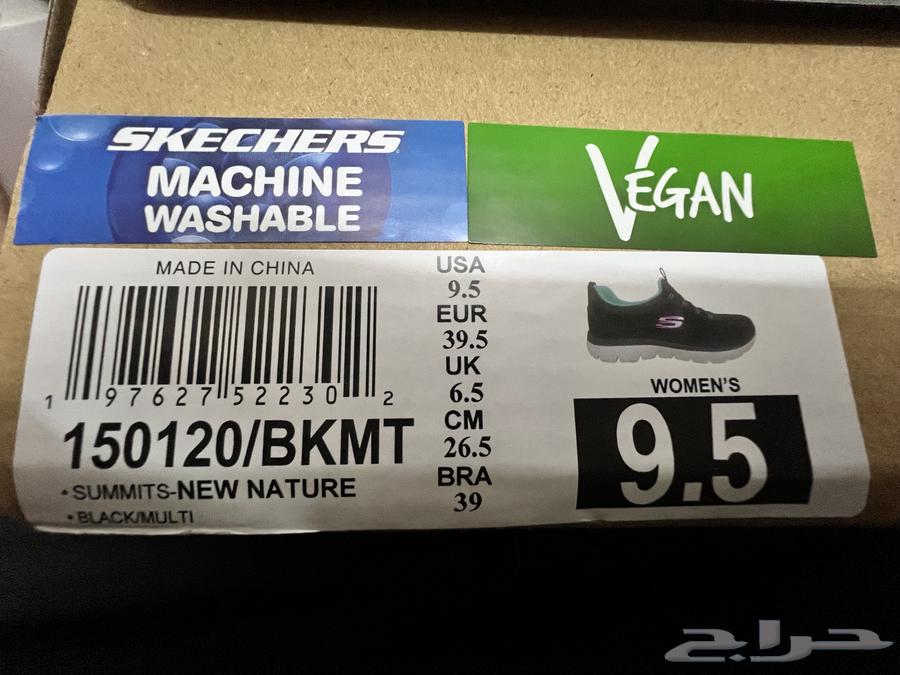 SKECHERS
MACHINE
WASHABLE
VEGAN
MADE IN CHINA
1 97627 52230 2
150120/BKMT
•SUMMITS-NEW NATURE
•BLACK/MULTI
USA
9.5
EUR
39.5
UK
6.5
CM
26.5
BRA
39
S
WOMEN'S
9.5
حراج